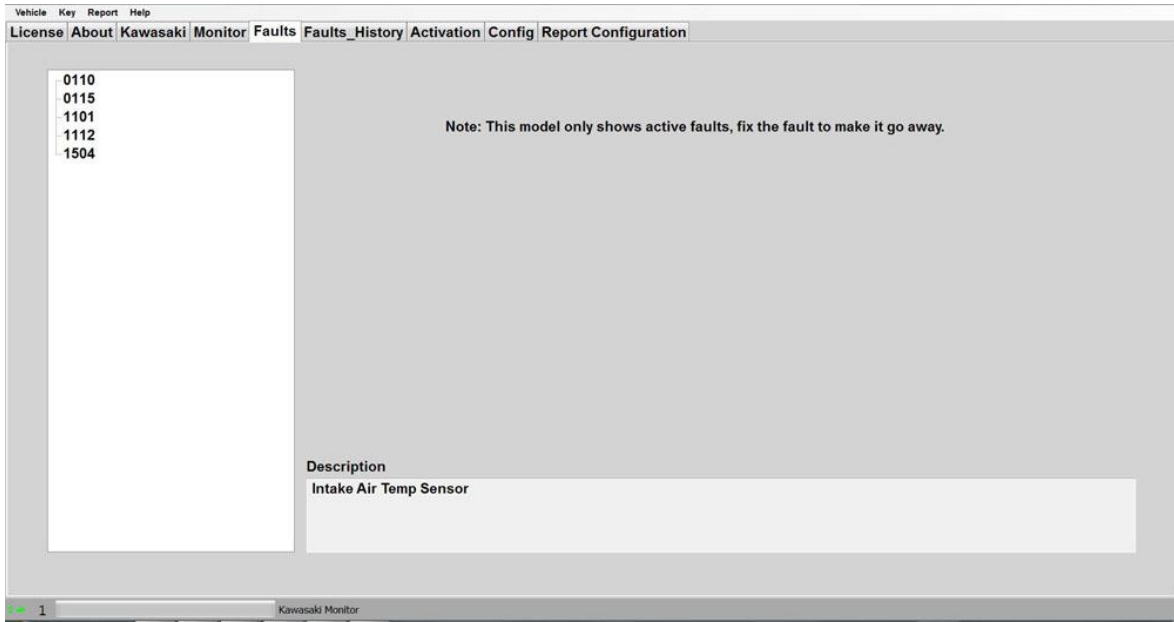 Vehicle Key Report Help
License About Kawasaki Monitor Faults Faults_History Activation Config Report Configuration
0110
0115
1101
1112
1504
Note: This model only shows active faults, fix the fault to make it go away.
Description
Intake Air Temp Sensor
1 Kawasaki Monitor